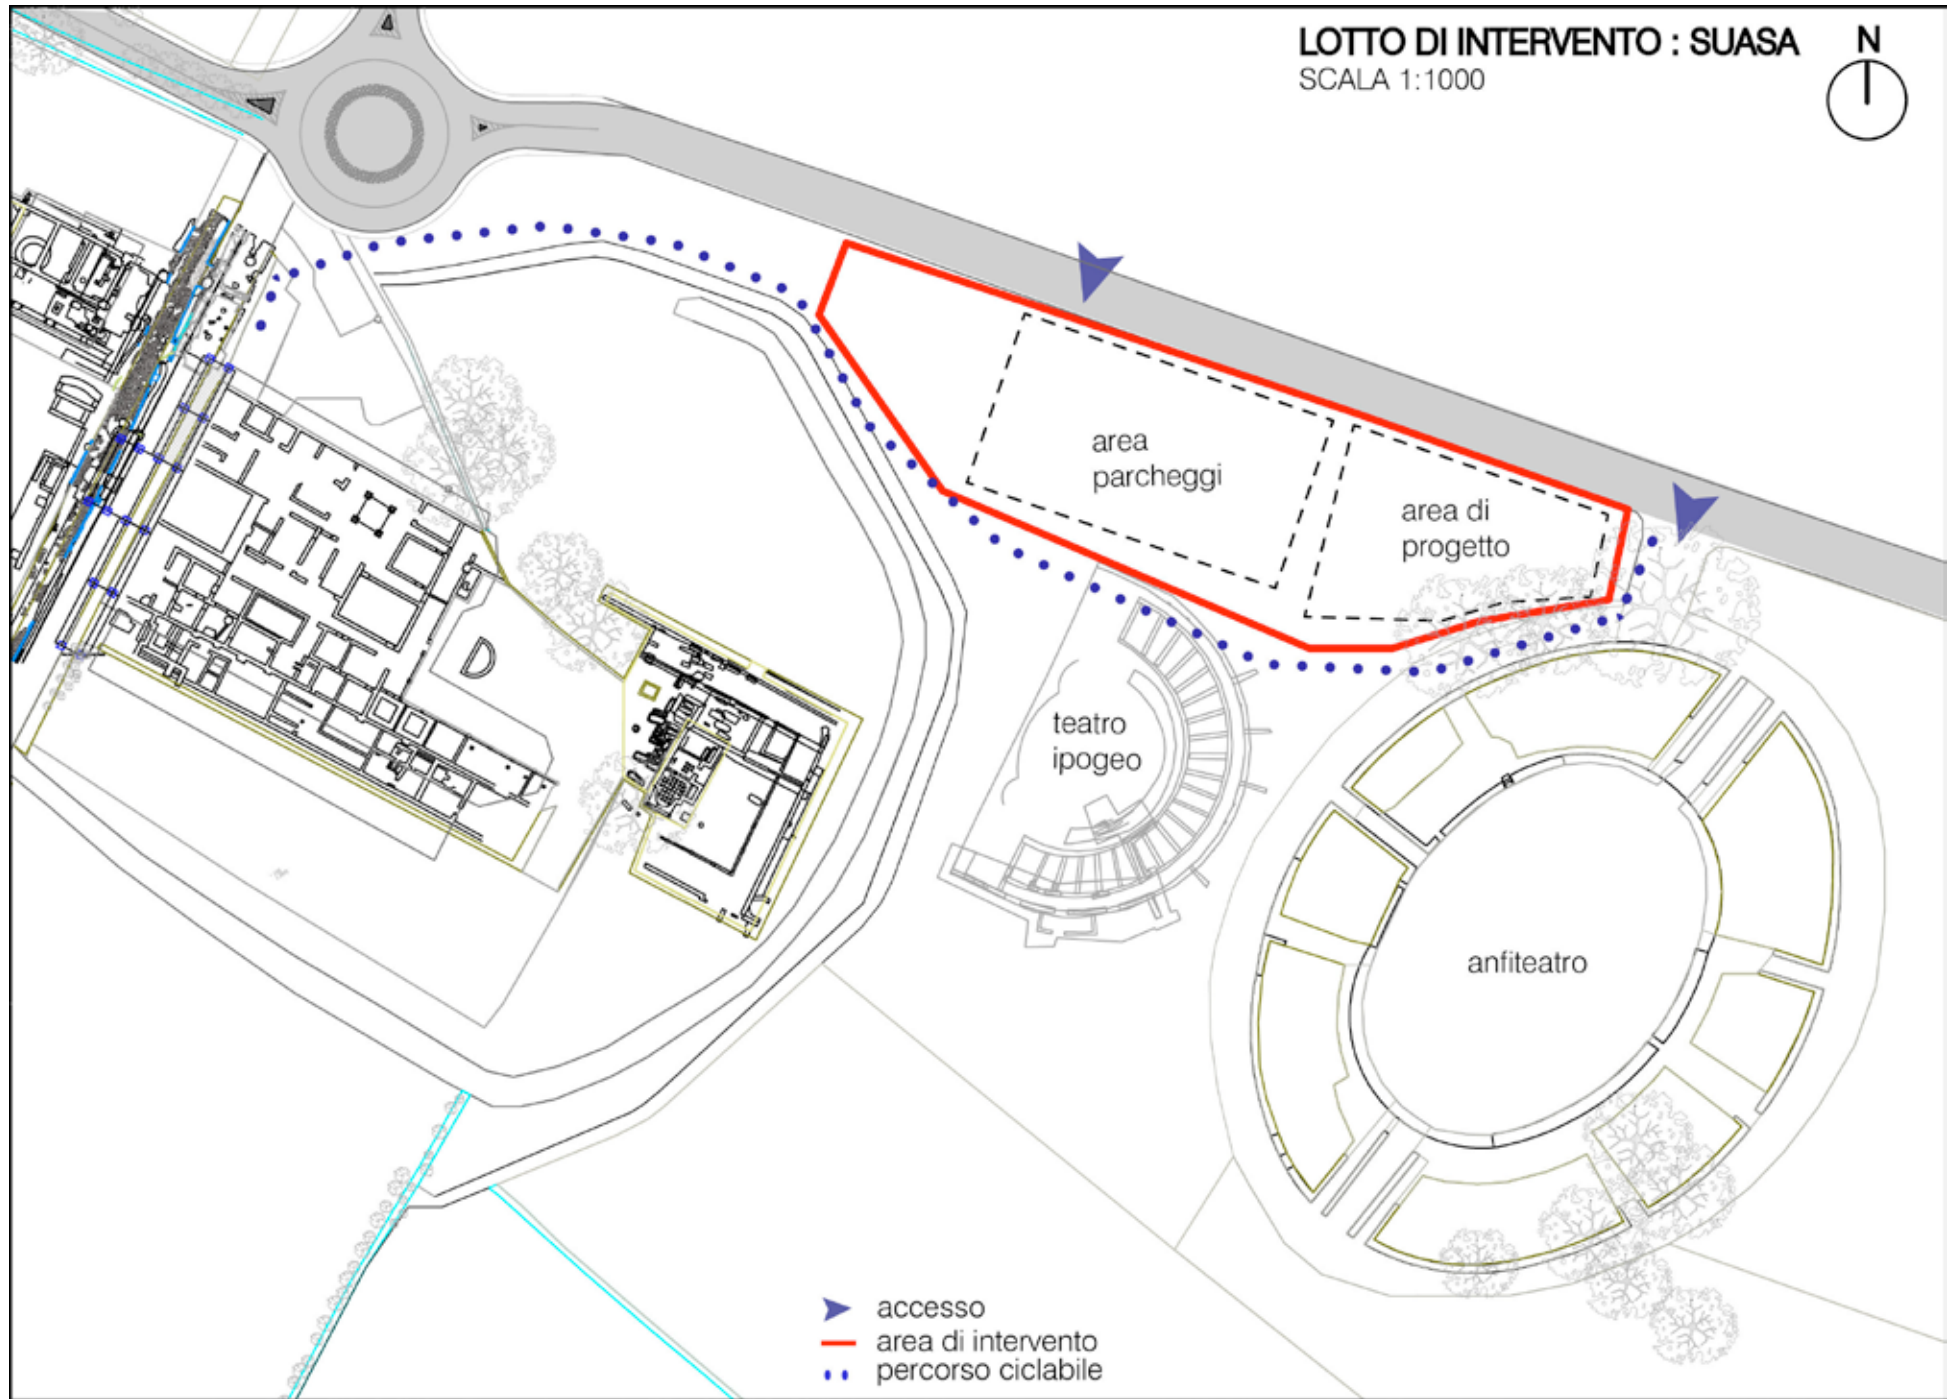 LOTTO DI INTERVENTO : SUASA
SCALA 1:1000
N
area
parcheggi
area di
progetto
teatro
ipogeo
anfiteatro
accesso
area di intervento
percorso ciclabile